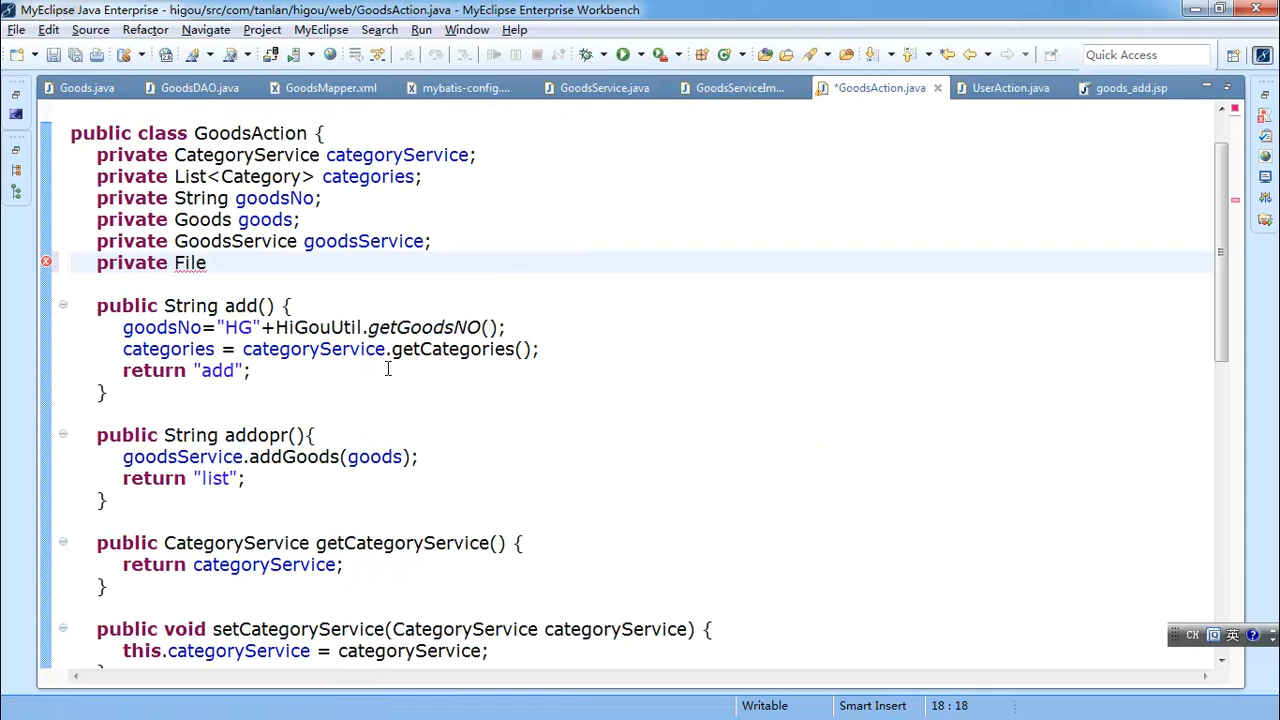 MyEclipse Java Enterprise - higou/src/com/tanlan/higou/web/GoodsAction.java - MyEclipse Enterprise Workbench
File Edit Source Refactor Navigate Project MyEclipse Search Run Window Help
Quick Access
Goods.java GoodsDAO.java GoodsMapper.xml mybatis-config.... GoodsService.java GoodsServiceIm... *GoodsAction.java UserAction.java goods_add.jsp
public class GoodsAction {
private CategoryService categoryService;
private List<Category> categories;
private String goodsNo;
private Goods goods;
private GoodsService goodsService;
private File
public String add() {
goodsNo="HG"+HiGouUtil.getGoodsNO();
categories = categoryService.getCategories();
return "add";
}
public String addopr(){
goodsService.addGoods(goods);
return "list";
}
public CategoryService getCategoryService() {
return categoryService;
}
public void setCategoryService(CategoryService categoryService) {
this.categoryService = categoryService;
CH 英
Writable Smart Insert 18 : 18